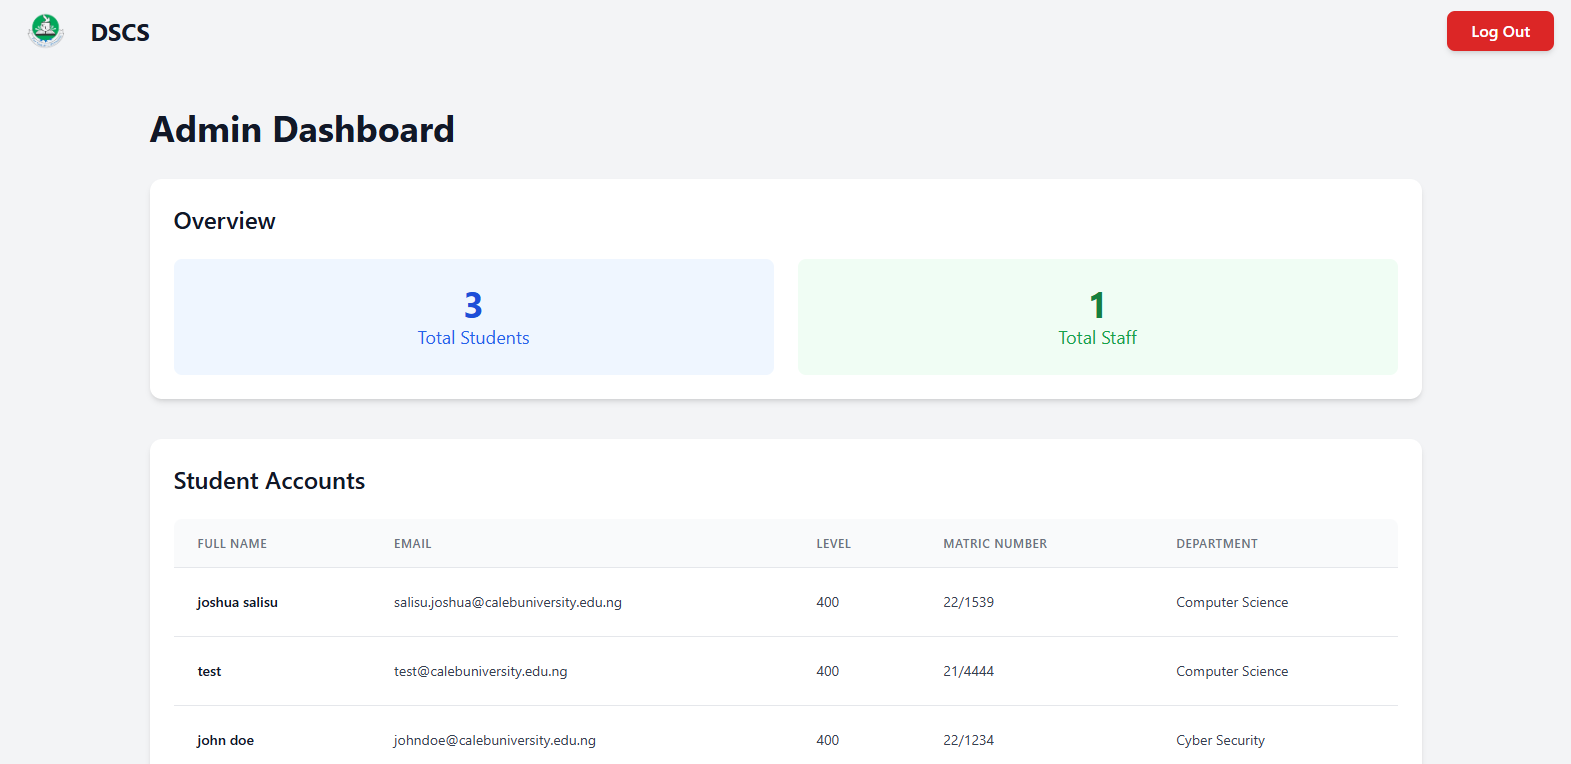 DSCS
Log Out
Admin Dashboard
Overview
3
Total Students
1
Total Staff
Student Accounts
FULL NAME EMAIL LEVEL MATRIC NUMBER DEPARTMENT
joshua salisu salisu.joshua@calebuniversity.edu.ng 400 22/1539 Computer Science
test test@calebuniversity.edu.ng 400 21/4444 Computer Science
john doe johndoe@calebuniversity.edu.ng 400 22/1234 Cyber Security